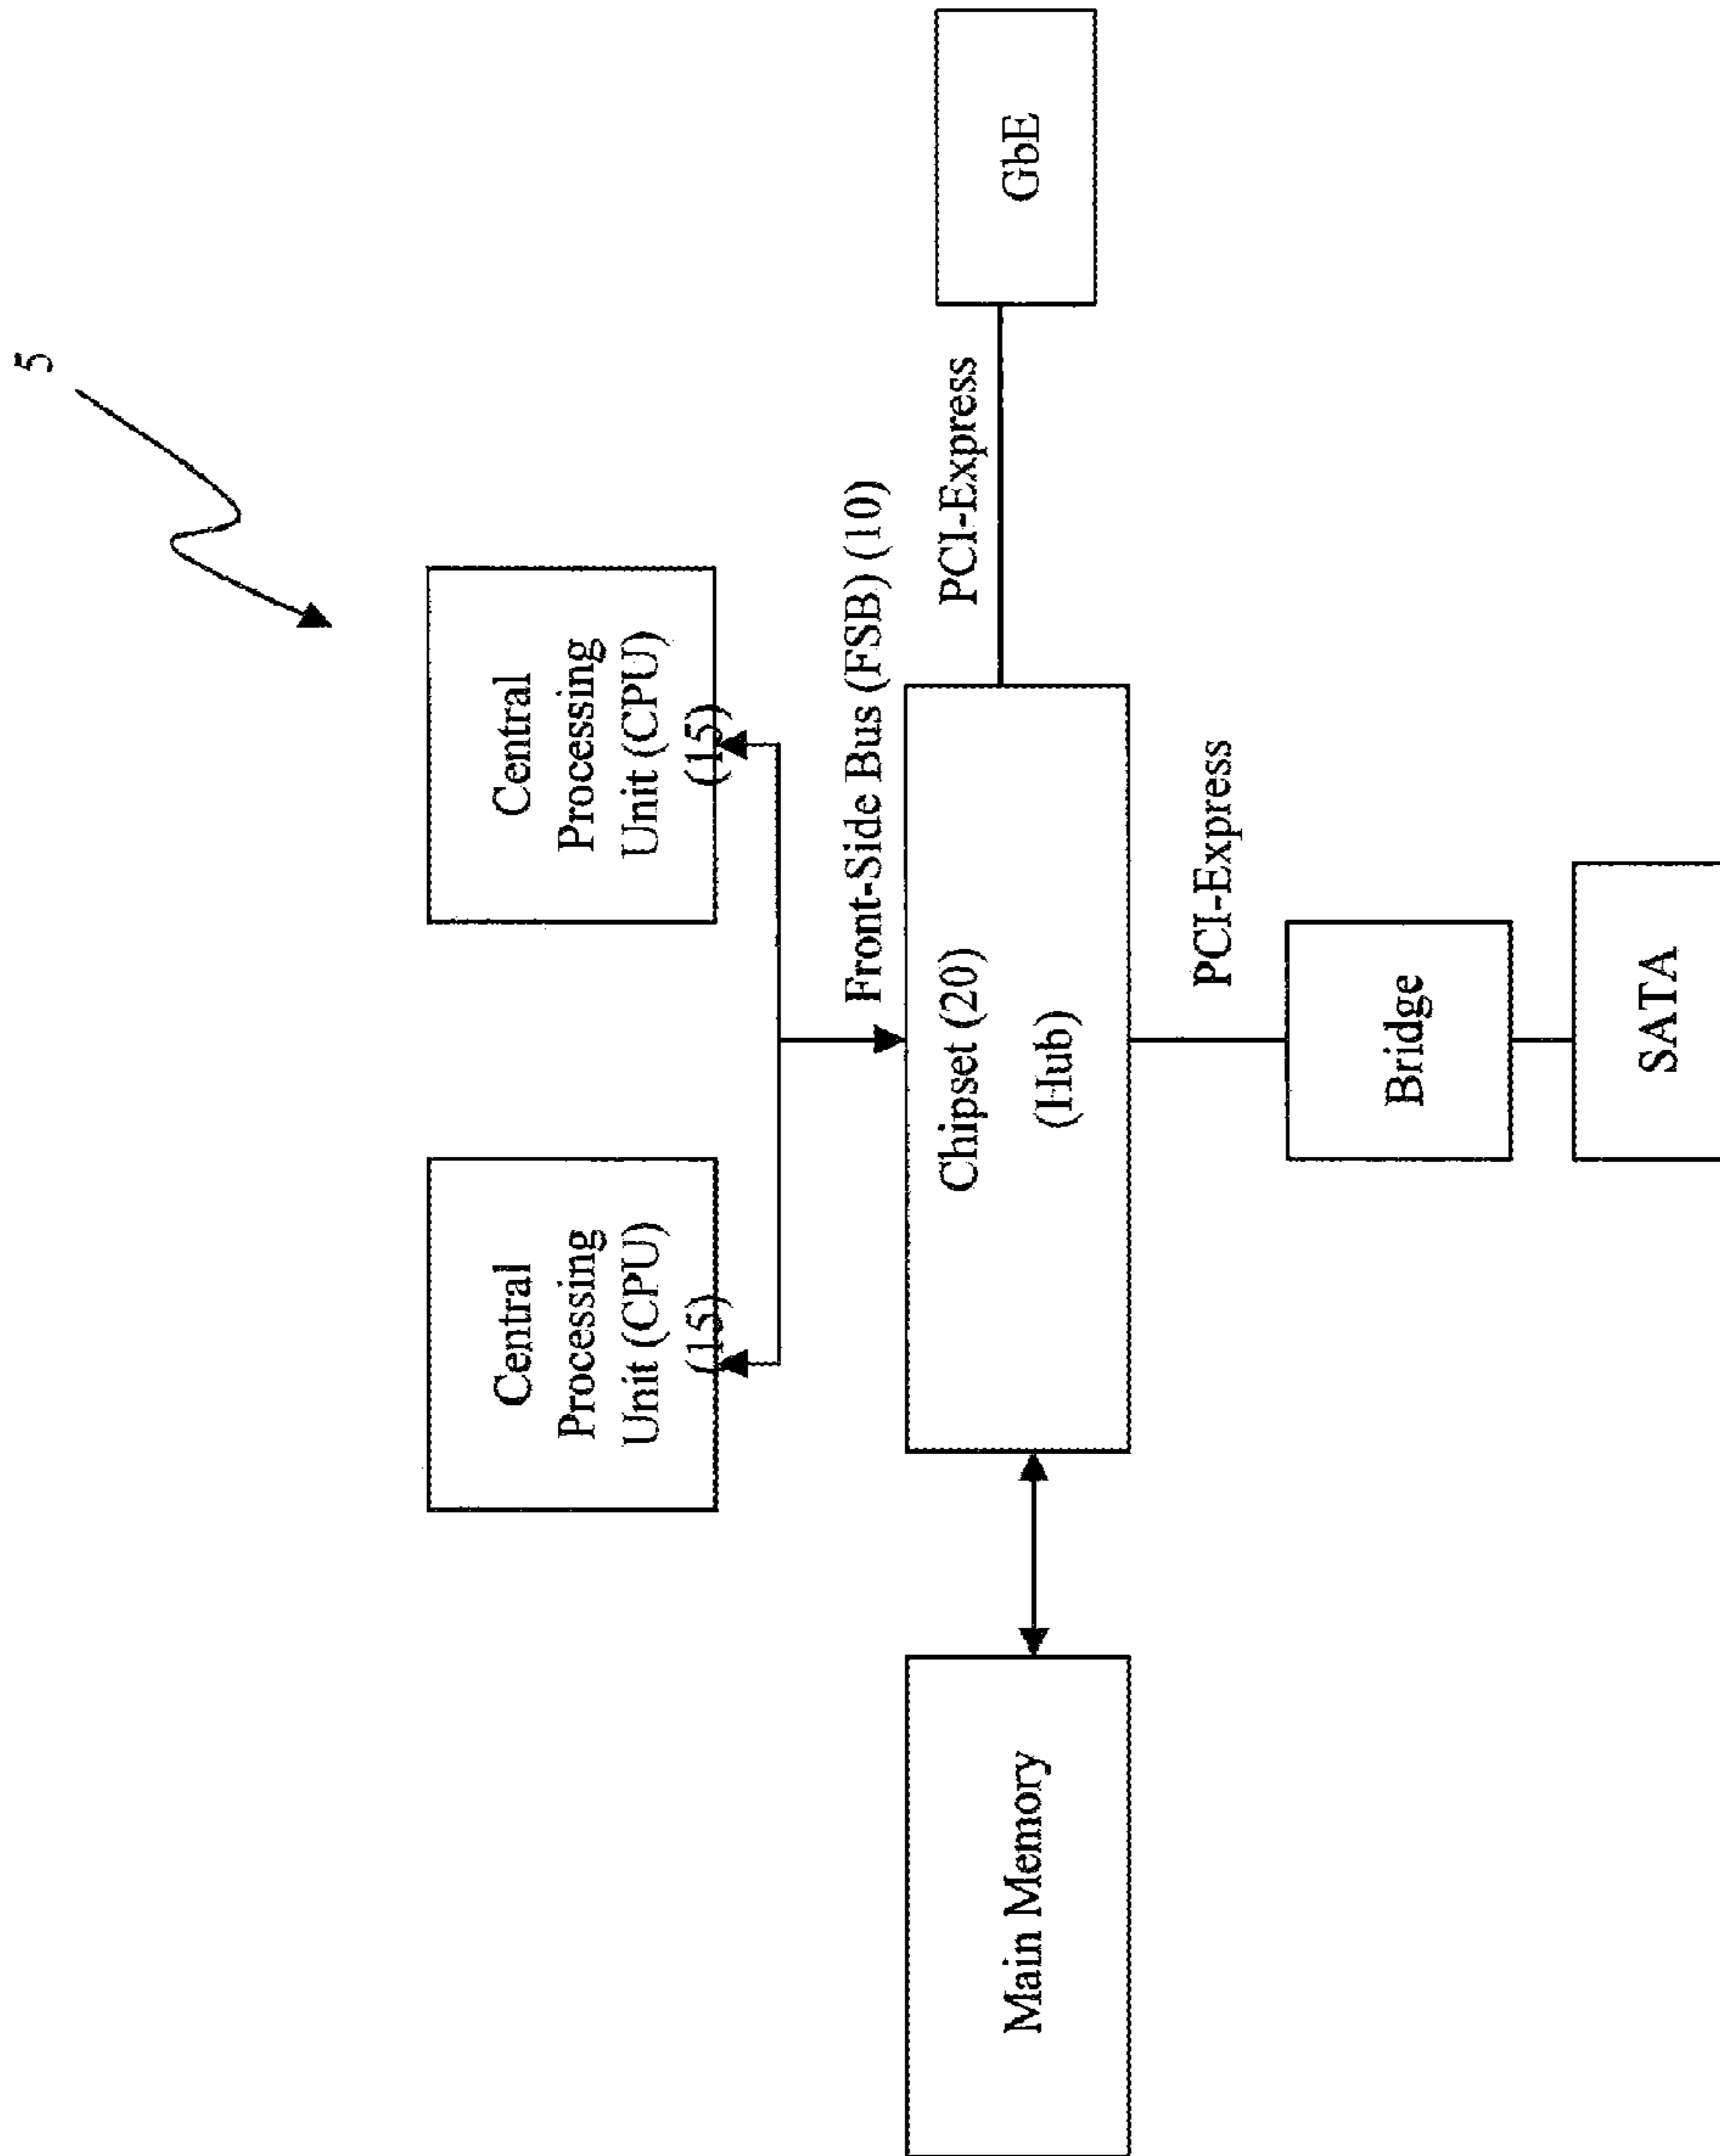 5
Central
Processing
Unit (CPU)
(15)
Central
Processing
Unit (CPU)
(15)
Front-Side Bus (FSB) (10)
Main Memory
Chipset (20)
(Hub)
PCI-Express
GbE
PCI-Express
Bridge
SATA